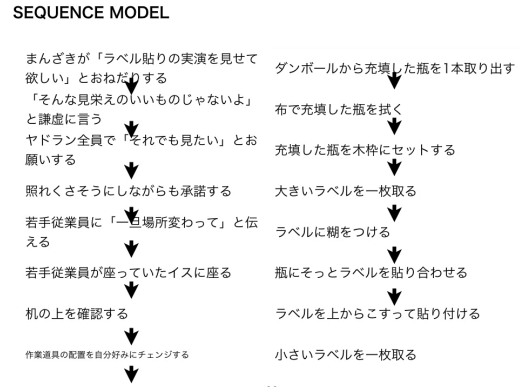 SEQUENCE MODEL
まんざきが「ラベル貼りの実演を見せて
欲しい」とおねだりする
「そんな見栄えのいいものじゃないよ」
と謙虚に言う
ヤドラン全員で「それでも見たい」とお
願いする
照れくさそうにしながらも承諾する
若手従業員に「一旦場所変わって」と伝
える
若手従業員が座っていたイスに座る
机の上を確認する
作業道具の配置を自分好みにチェンジする
ダンボールから充填した瓶を1本取り出す
布で充填した瓶を拭く
充填した瓶を木枠にセットする
大きいラベルを一枚取る
ラベルに糊をつける
瓶にそっとラベルを貼り合わせる
ラベルを上からこすって貼り付ける
小さいラベルを一枚取る